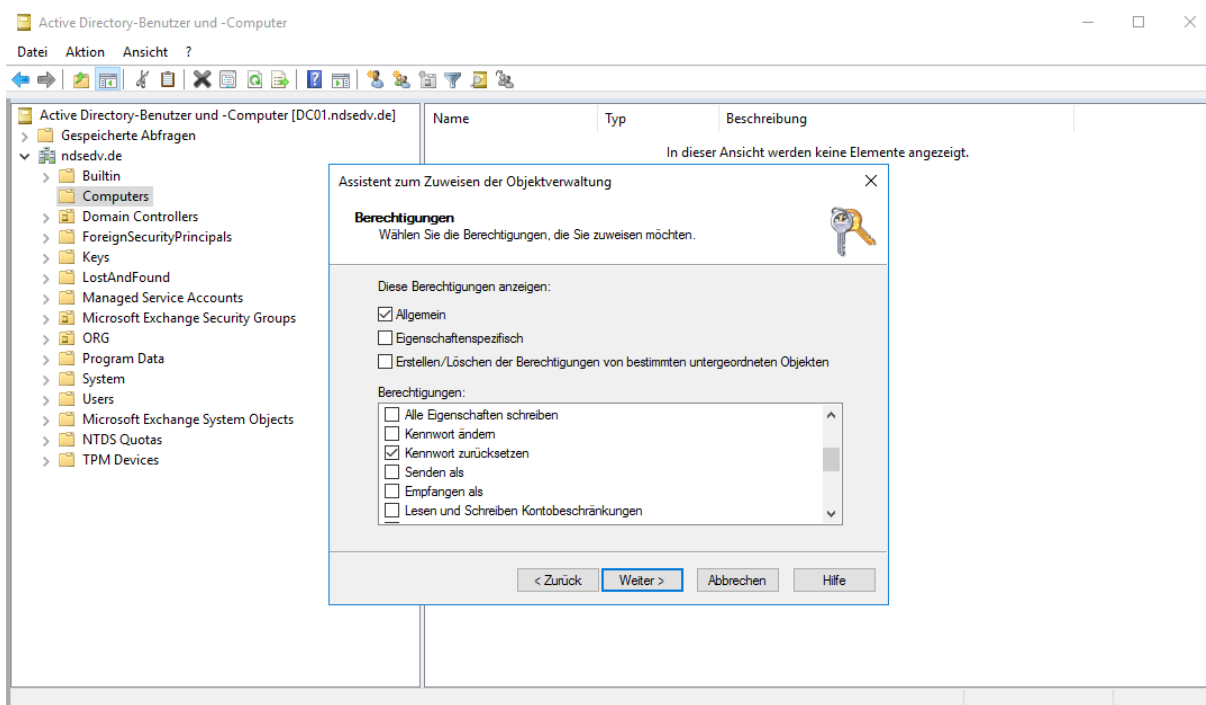 Active Directory-Benutzer und -Computer
Datei Aktion Ansicht ?
Active Directory-Benutzer und -Computer [DC01.ndsedv.de]
Gespeicherte Abfragen
ndsedv.de
Builtin
Computers
Domain Controllers
ForeignSecurityPrincipals
Keys
LostAndFound
Managed Service Accounts
Microsoft Exchange Security Groups
ORG
Program Data
System
Users
Microsoft Exchange System Objects
NTDS Quotas
TPM Devices
Name Typ Beschreibung
In dieser Ansicht werden keine Elemente angezeigt.
Assistent zum Zuweisen der Objektverwaltung
Berechtigungen
Wählen Sie die Berechtigungen, die Sie zuweisen möchten.
Diese Berechtigungen anzeigen:
Allgemein
Eigenschaftenspezifisch
Erstellen/Löschen der Berechtigungen von bestimmten untergeordneten Objekten
Berechtigungen:
Alle Eigenschaften schreiben
Kennwort ändern
Kennwort zurücksetzen
Senden als
Empfangen als
Lesen und Schreiben Kontobeschränkungen
< Zurück Weiter > Abbrechen Hilfe